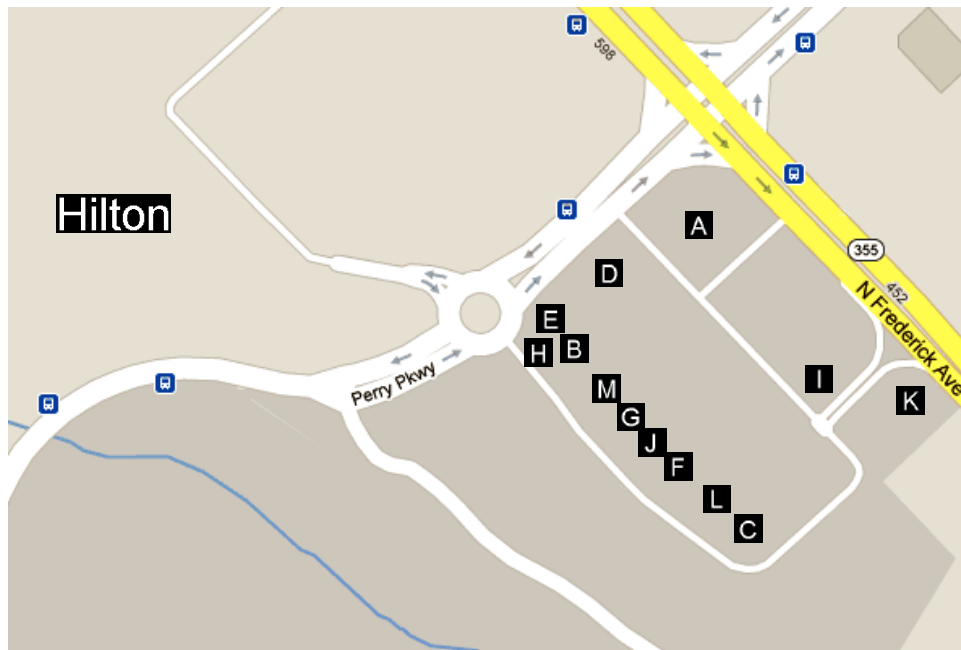 598
Hilton
A
355
D
452
N Frederick Ave
E
B
H
Perry Pkwy
I
M
K
G
J
F
L
C